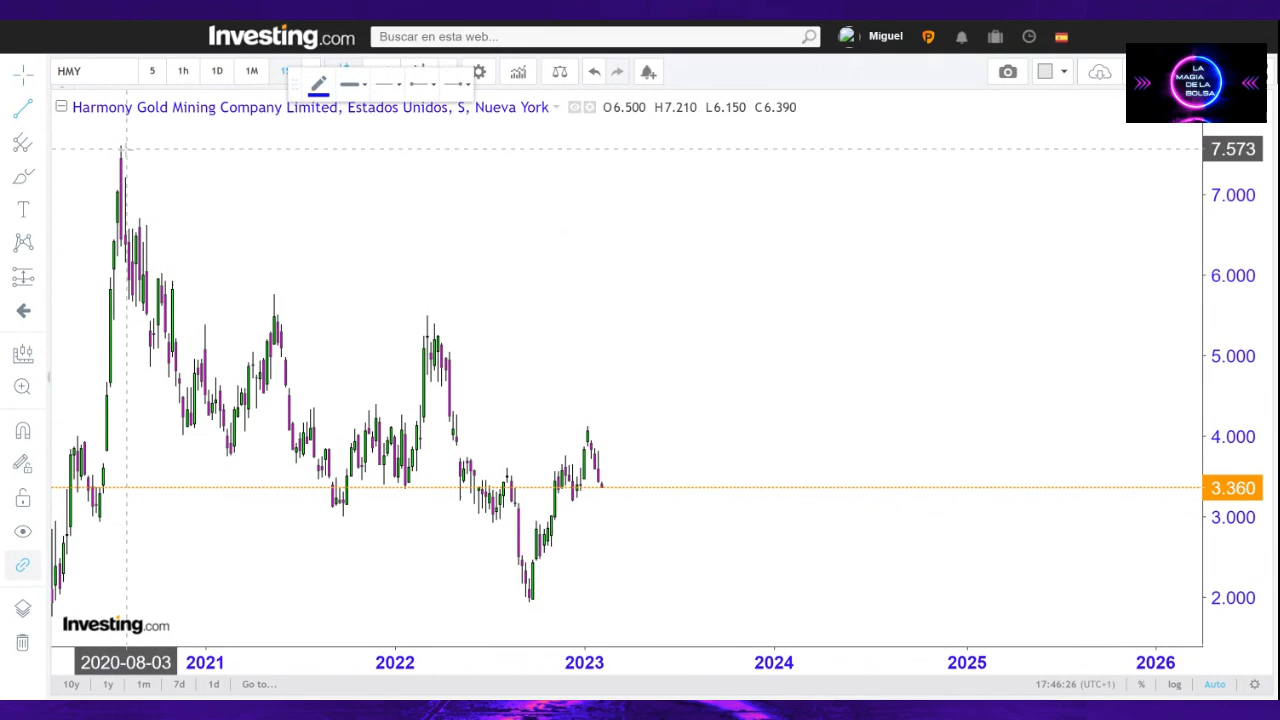 Investing.com
Buscar en esta web...
Miguel
HMY
5
1h
1D
1M
LA
MAGIA
DE LA
BOLSA
Harmony Gold Mining Company Limited, Estados Unidos, S, Nueva York
O6.500 H7.210 L6.150 C6.390
7.573
7.000
6.000
5.000
4.000
3.360
3.000
2.000
Investing.com
2020-08-03
2021
2022
2023
2024
2025
2026
10y
1y
1m
7d
1d
Go to...
17:46:26 (UTC+1)
%
log
Auto